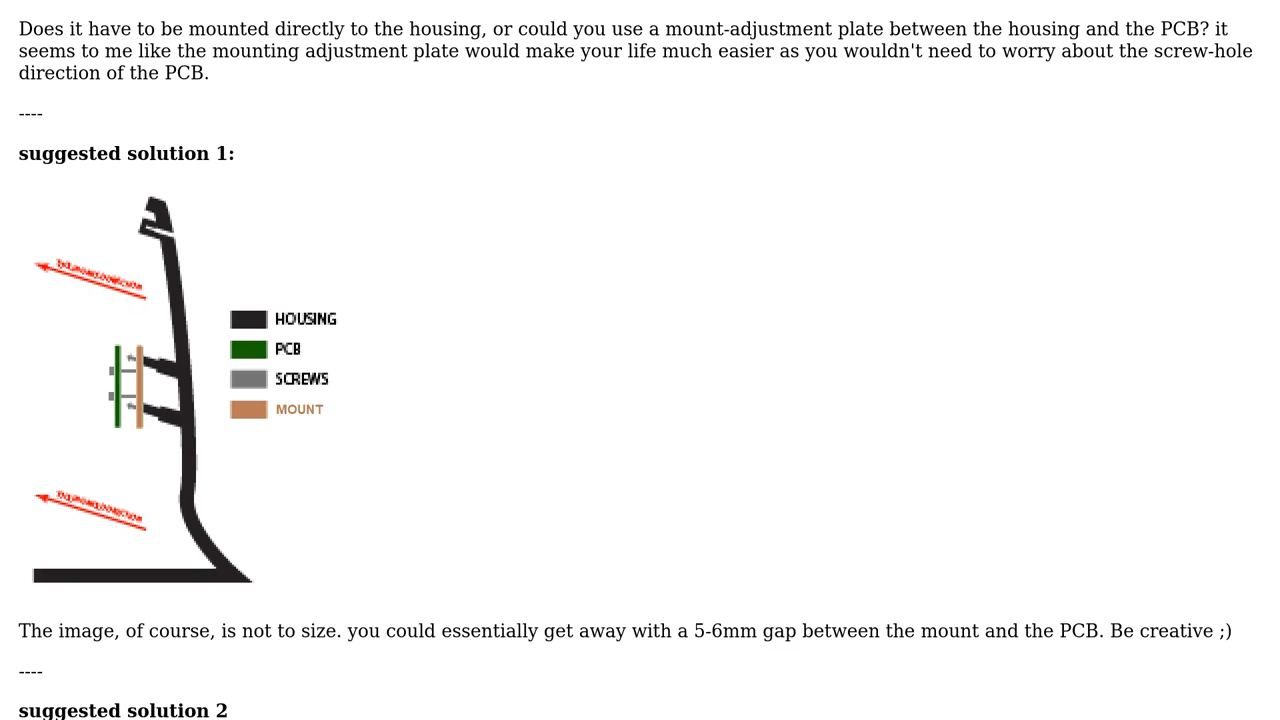 Does it have to be mounted directly to the housing, or could you use a mount-adjustment plate between the housing and the PCB? it
seems to me like the mounting adjustment plate would make your life much easier as you wouldn't need to worry about the screw-hole
direction of the PCB.
----
suggested solution 1:
HOUSING
PCB
SCREWS
MOUNT
The image, of course, is not to size. you could essentially get away with a 5-6mm gap between the mount and the PCB. Be creative ;)
----
suggested solution 2